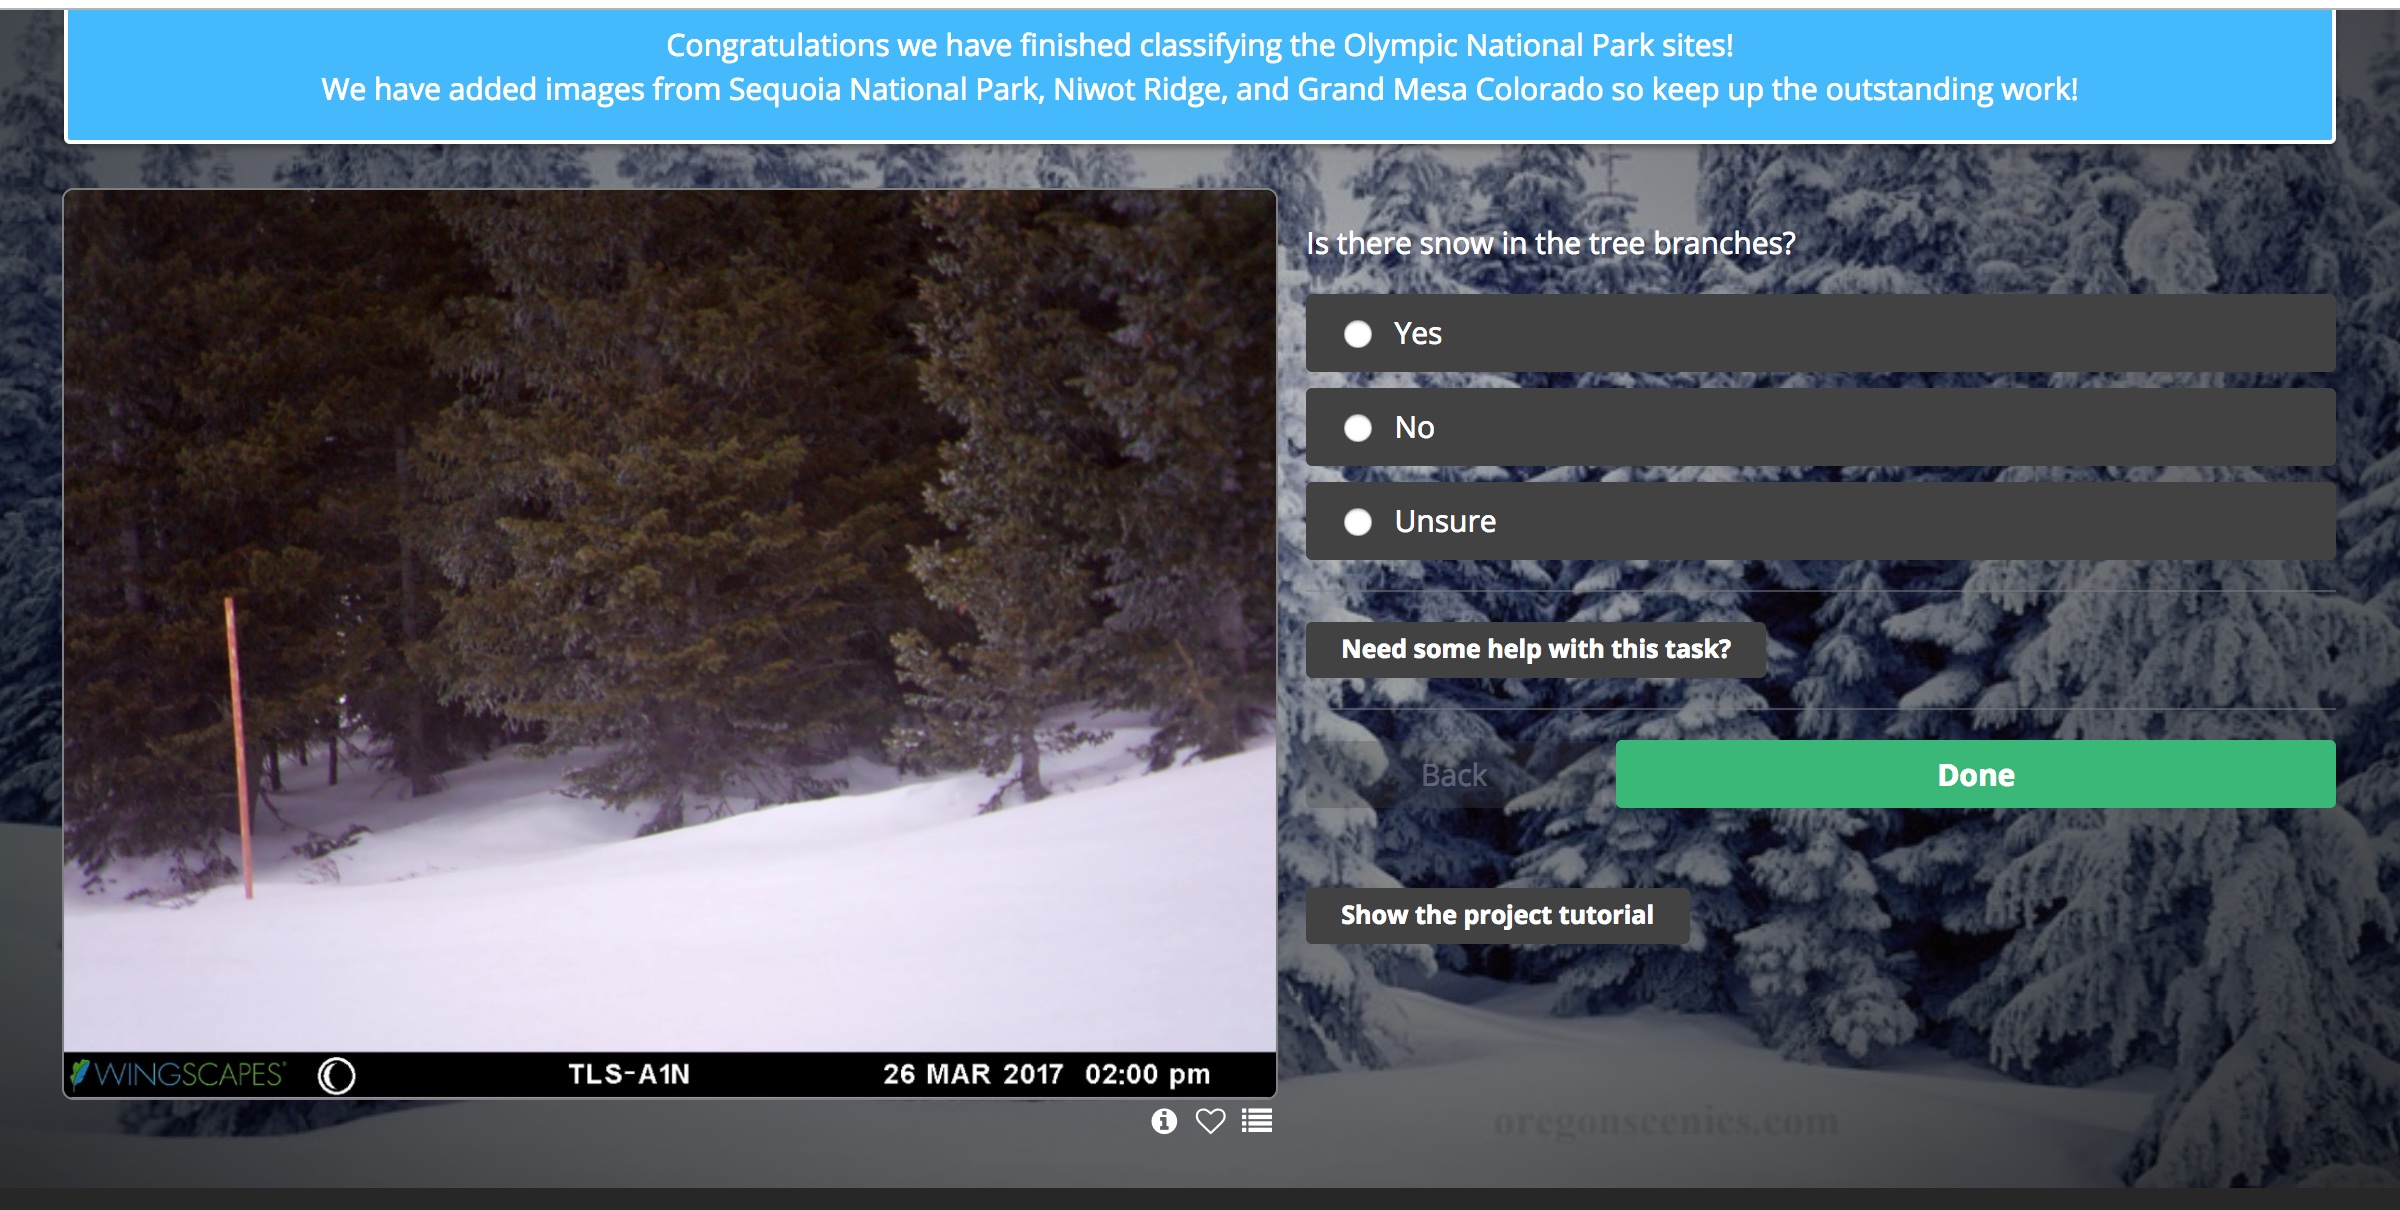 Congratulations we have finished classifying the Olympic National Park sites!
We have added images from Sequoia National Park, Niwot Ridge, and Grand Mesa Colorado so keep up the outstanding work!
Is there snow in the tree branches?
Yes
No
Unsure
Need some help with this task?
Back
Done
Show the project tutorial
WINGSCAPES
TLS-A1N
26 MAR 2017 02:00 pm
oregonscenics.com